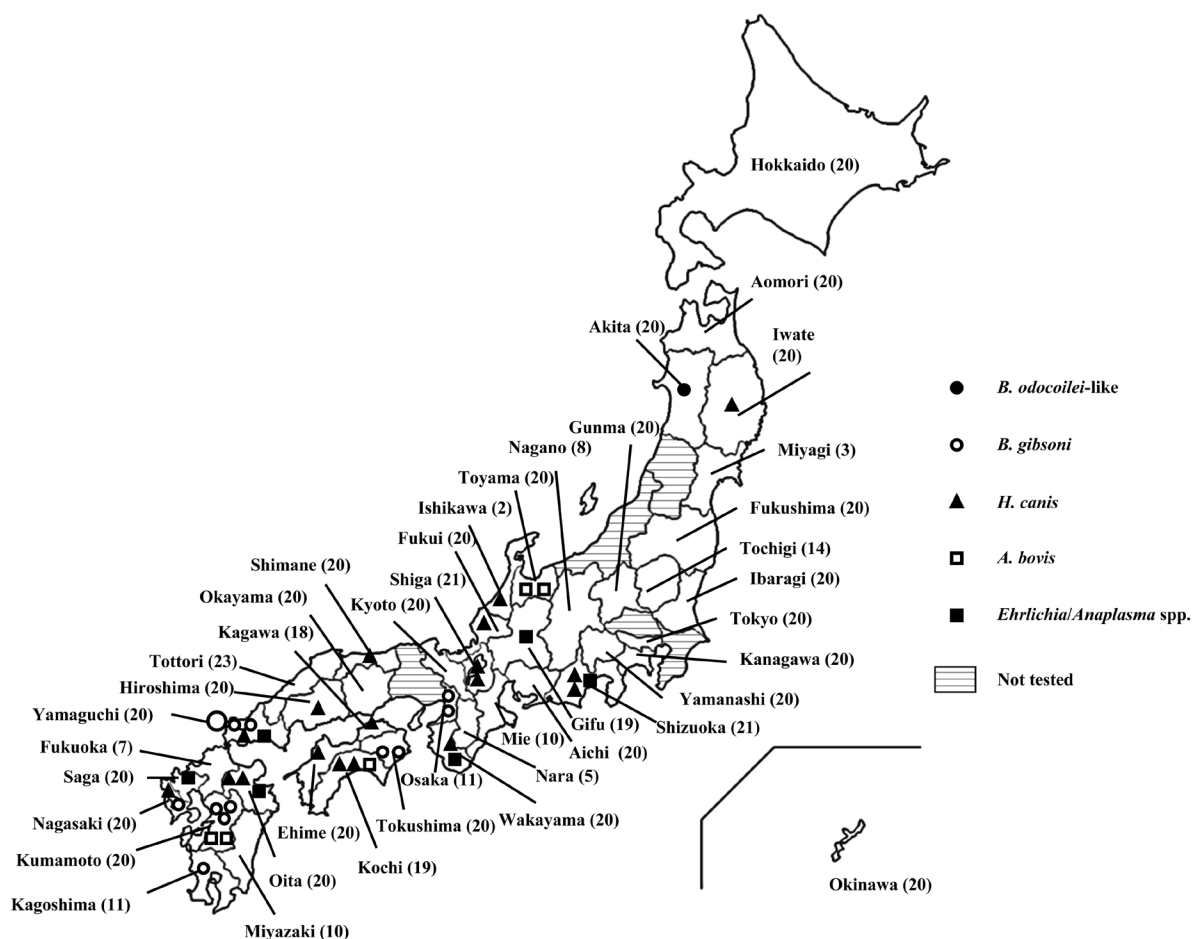 Hokkaido (20)
Aomori (20)
Akita (20)
Iwate
(20)
Gunma (20)
Nagano (8)
Miyagi (3)
Toyama (20)
Ishikawa (2)
Fukushima (20)
Fukui (20)
Tochigi (14)
Shimane (20)
Shiga (21)
Ibaragi (20)
Okayama (20)
Kyoto (20)
Tokyo (20)
Kagawa (18)
Kanagawa (20)
Tottori (23)
Hiroshima (20)
Yamanashi (20)
Yamaguchi (20)
Gifu (19)
Shizuoka (21)
Mie (10)
Aichi (20)
Fukuoka (7)
Saga (20)
Osaka (11)
Nara (5)
Nagasaki (20)
Ehime (20)
Tokushima (20)
Wakayama (20)
Kumamoto (20)
Kochi (19)
Oita (20)
Kagoshima (11)
Miyazaki (10)
Okinawa (20)
B. odocoilei-like
B. gibsoni
H. canis
A. bovis
Ehrlichia/Anaplasma spp.
Not tested